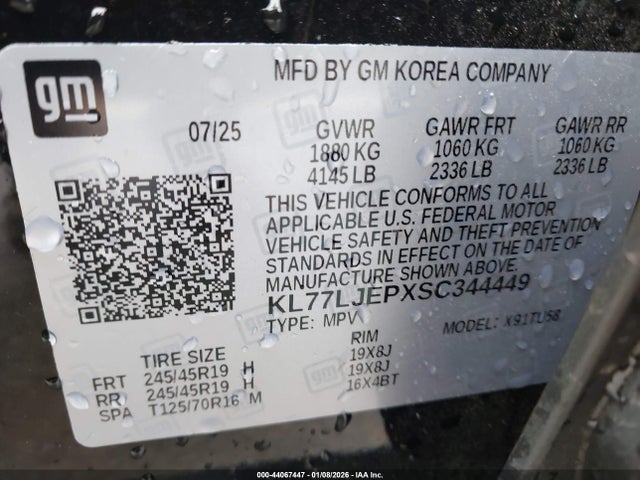 gm
MFD BY GM KOREA COMPANY
07/25
GVWR GAWR FRT GAWR RR
1880 KG 1060 KG 1060 KG
4145 LB 2336 LB 2336 LB
THIS VEHICLE CONFORMS TO ALL
APPLICABLE U.S. FEDERAL MOTOR
VEHICLE SAFETY AND THEFT PREVENTION
STANDARDS IN EFFECT ON THE DATE OF
MANUFACTURE SHOWN ABOVE.
KL77LJEPXSC344449
TYPE: MPV MODEL: X91TU58
TIRE SIZE RIM
FRT 245/45R19 H 19X8J
RR 245/45R19 H 19X8J
SPA T125/70R16 M 16X4BT
000-44067447 | 01/08/2026 - IAA Inc.